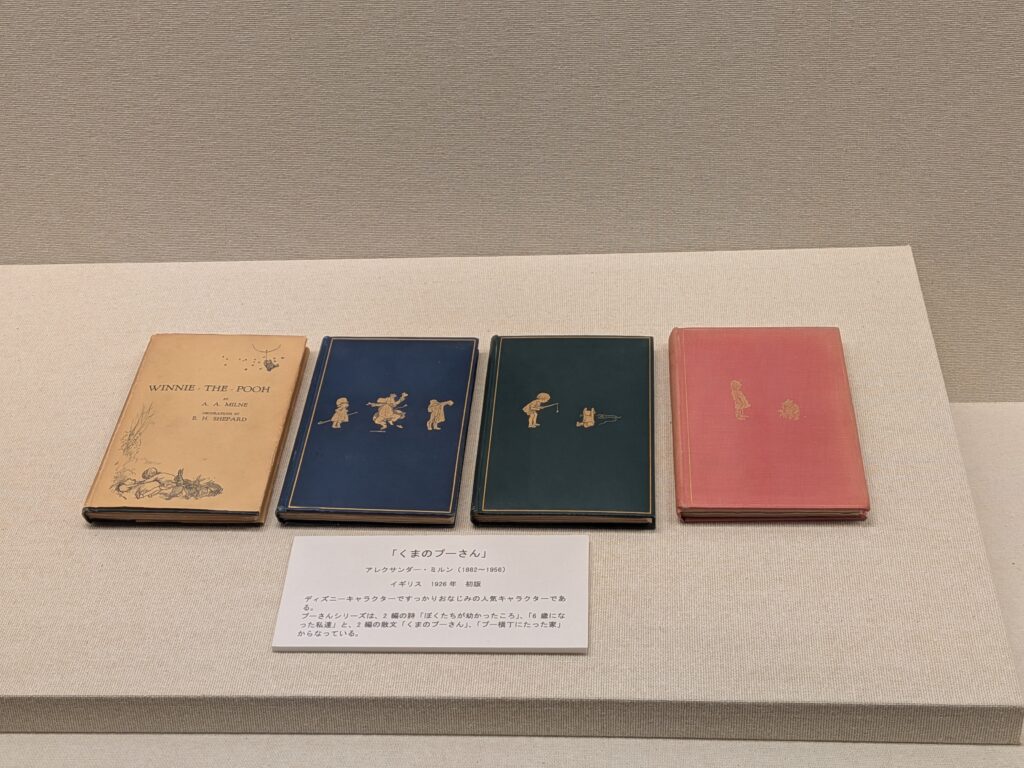 WINNIE-THE-POOH
BY
A. A. MILNE
DECORATIONS BY
E. H. SHEPARD
「くまのプーさん」
アレクサンダー・ミルン(1882～1956)
イギリス 1926年 初版
ディズニーキャラクターですっかりおなじみの人気キャラクターであ
る。
プーさんシリーズは、2編の詩「ぼくたちが幼かったころ」、「6歳にな
った私達」と、2編の散文「くまのプーさん」、「プー横丁にたった家」
からなっている。